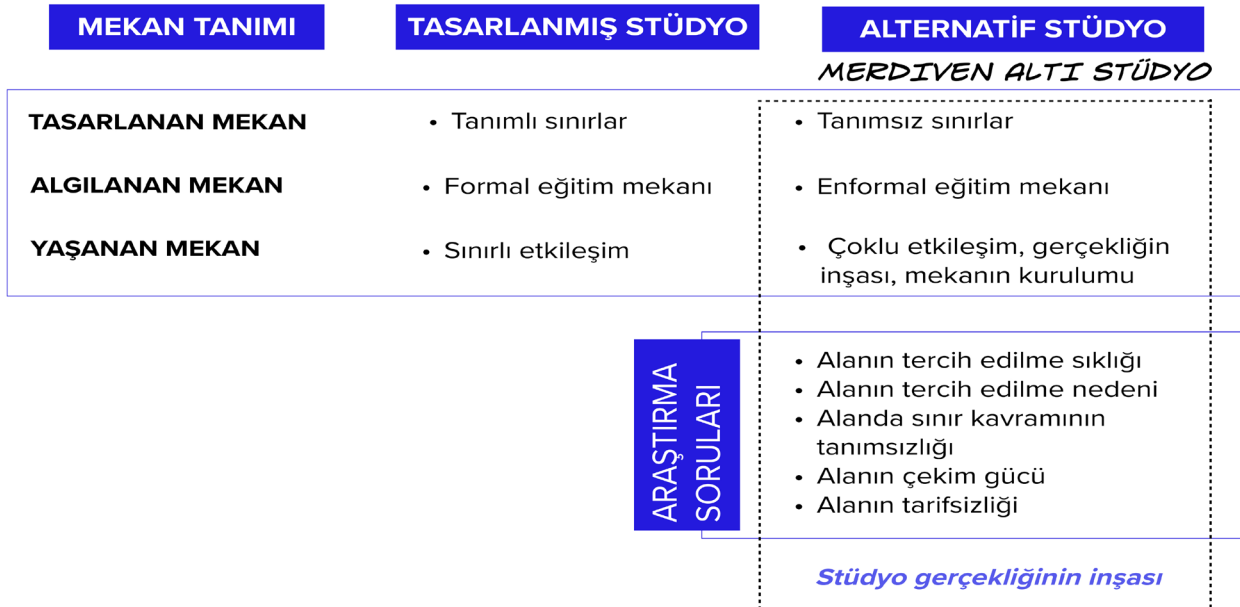 MEKAN TANIMI
TASARLANMIŞ STÜDYO
ALTERNATİF STÜDYO
MERDIVEN ALTI STÜDYO
TASARLANAN MEKAN
• Tanımlı sınırlar
• Tanımsız sınırlar
ALGILANAN MEKAN
• Formal eğitim mekanı
• Enformal eğitim mekanı
YAŞANAN MEKAN
• Sınırlı etkileşim
• Çoklu etkileşim, gerçekliğin
inşası, mekanın kurulumu
ARAŞTIRMA
SORULARI
• Alanın tercih edilme sıklığı
• Alanın tercih edilme nedeni
• Alanda sınır kavramının
tanımsızlığı
• Alanın çekim gücü
• Alanın tarifsizliği
Stüdyo gerçekliğinin inşası